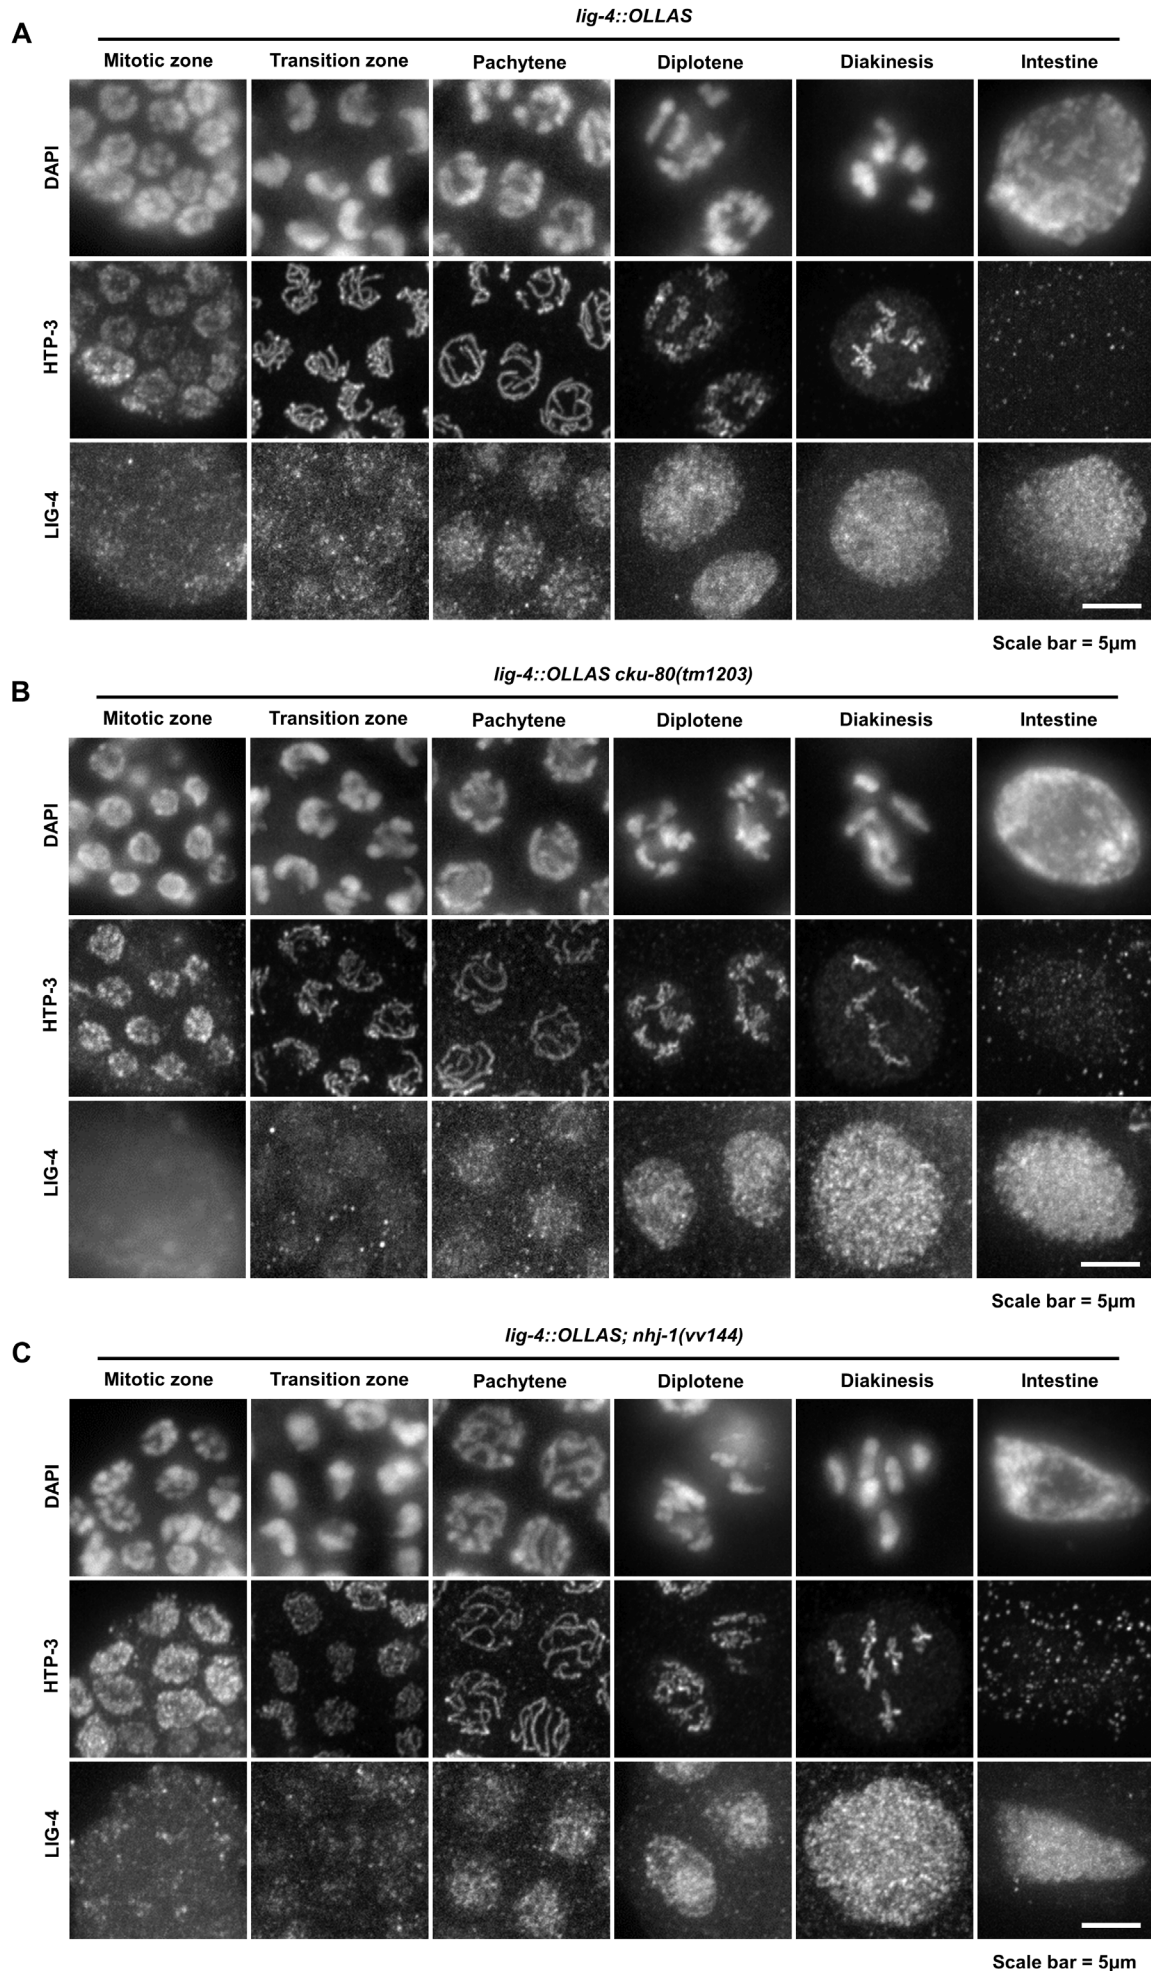 A
lig-4::OLLAS
Mitotic zone Transition zone Pachytene Diplotene Diakinesis Intestine
DAPI
HTP-3
LIG-4
Scale bar = 5µm
B
lig-4::OLLAS cku-80(tm1203)
Mitotic zone Transition zone Pachytene Diplotene Diakinesis Intestine
DAPI
HTP-3
LIG-4
Scale bar = 5µm
C
lig-4::OLLAS; nhj-1(vv144)
Mitotic zone Transition zone Pachytene Diplotene Diakinesis Intestine
DAPI
HTP-3
LIG-4
Scale bar = 5µm